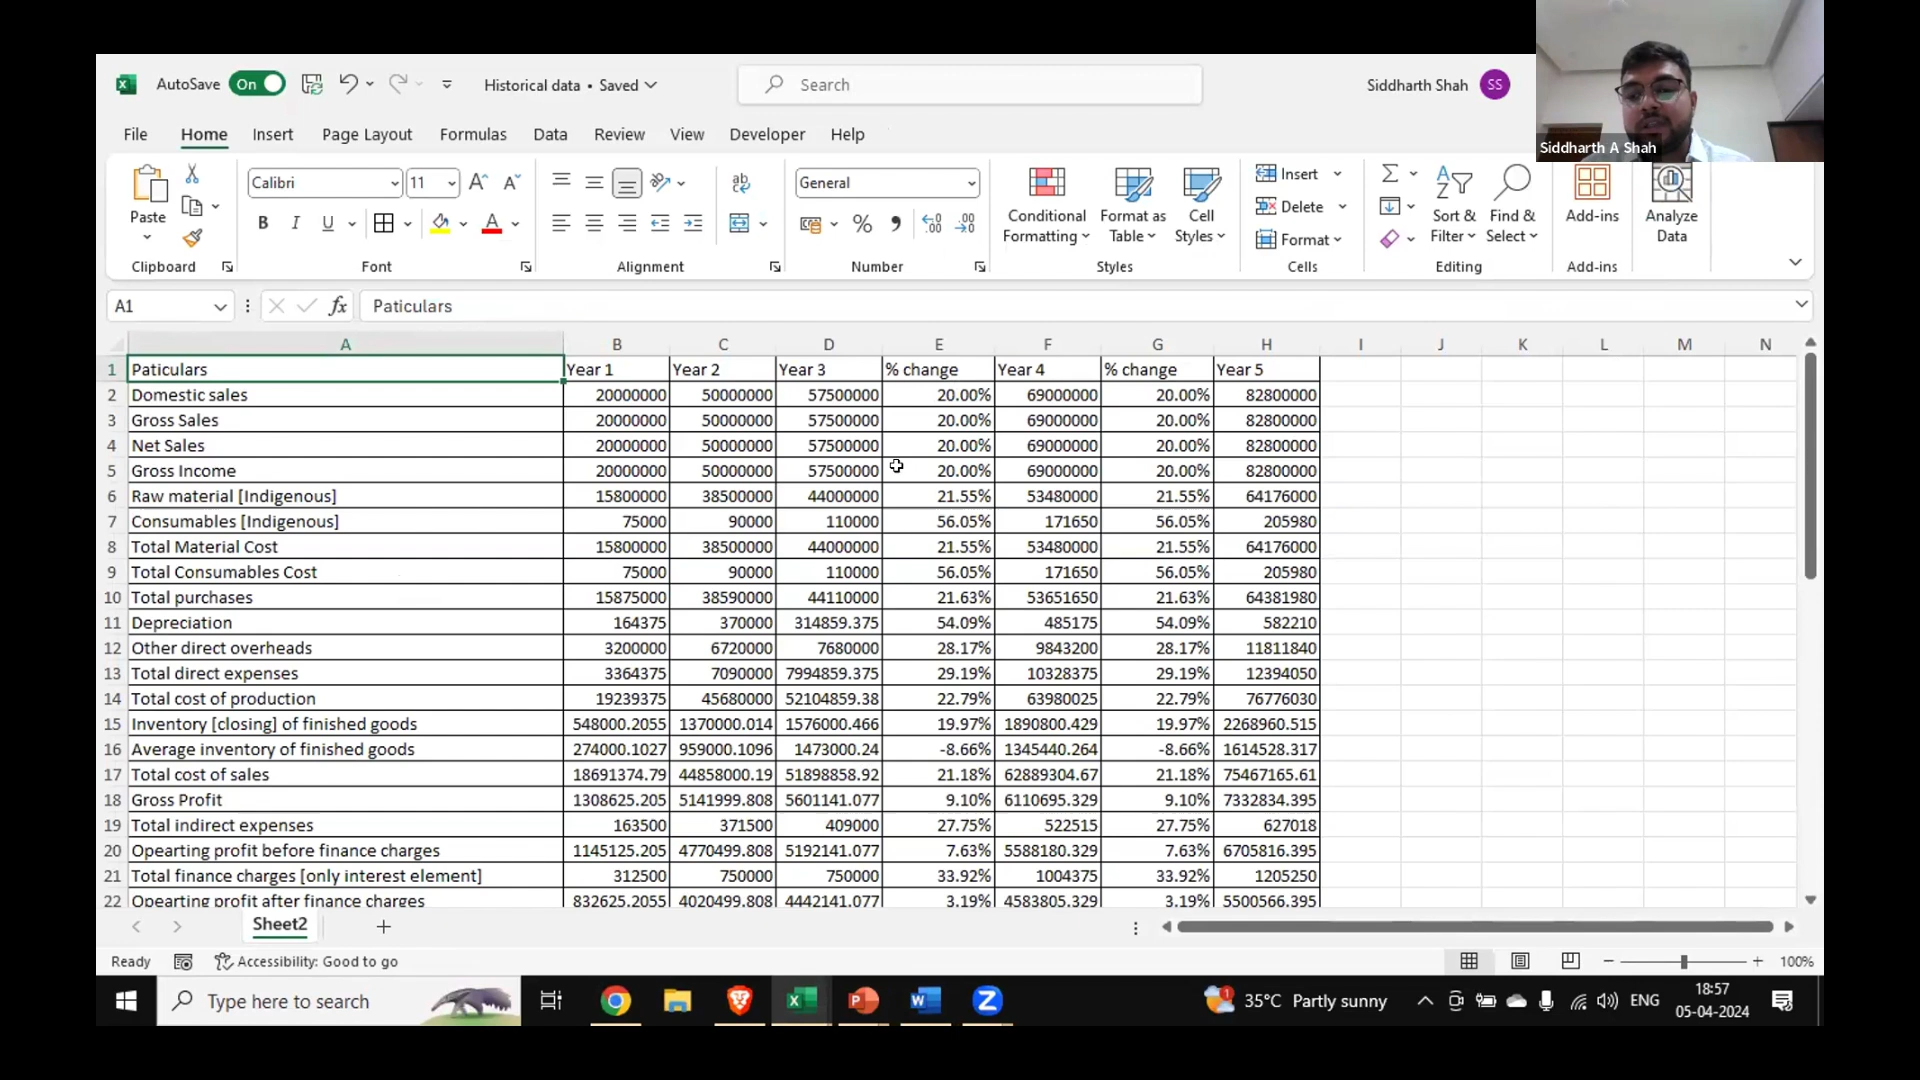 AutoSave On Historical data • Saved Search Siddharth Shah SS
Siddharth A Shah
File Home Insert Page Layout Formulas Data Review View Developer Help
Paste Calibri 11 General Conditional Formatting Format as Table Cell Styles Insert Delete Format Sort & Filter Find & Select Add-ins Analyze Data
Clipboard Font Alignment Number Styles Cells Editing Add-ins
A1 fx Paticulars
A B C D E F G H I J K L M N
1 Paticulars Year 1 Year 2 Year 3 % change Year 4 % change Year 5
2 Domestic sales 20000000 50000000 57500000 20.00% 69000000 20.00% 82800000
3 Gross Sales 20000000 50000000 57500000 20.00% 69000000 20.00% 82800000
4 Net Sales 20000000 50000000 57500000 20.00% 69000000 20.00% 82800000
5 Gross Income 20000000 50000000 57500000 20.00% 69000000 20.00% 82800000
6 Raw material [Indigenous] 15800000 38500000 44000000 21.55% 53480000 21.55% 64176000
7 Consumables [Indigenous] 75000 90000 110000 56.05% 171650 56.05% 205980
8 Total Material Cost 15800000 38500000 44000000 21.55% 53480000 21.55% 64176000
9 Total Consumables Cost 75000 90000 110000 56.05% 171650 56.05% 205980
10 Total purchases 15875000 38590000 44110000 21.63% 53651650 21.63% 64381980
11 Depreciation 164375 370000 314859.375 54.09% 485175 54.09% 582210
12 Other direct overheads 3200000 6720000 7680000 28.17% 9843200 28.17% 11811840
13 Total direct expenses 3364375 7090000 7994859.375 29.19% 10328375 29.19% 12394050
14 Total cost of production 19239375 45680000 52104859.38 22.79% 63980025 22.79% 76776030
15 Inventory [closing] of finished goods 548000.2055 1370000.014 1576000.466 19.97% 1890800.429 19.97% 2268960.515
16 Average inventory of finished goods 274000.1027 959000.1096 1473000.24 -8.66% 1345440.264 -8.66% 1614528.317
17 Total cost of sales 18691374.79 44858000.19 51898858.92 21.18% 62889304.67 21.18% 75467165.61
18 Gross Profit 1308625.205 5141999.808 5601141.077 9.10% 6110695.329 9.10% 7332834.395
19 Total indirect expenses 163500 371500 409000 27.75% 522515 27.75% 627018
20 Opearting profit before finance charges 1145125.205 4770499.808 5192141.077 7.63% 5588180.329 7.63% 6705816.395
21 Total finance charges [only interest element] 312500 750000 750000 33.92% 1004375 33.92% 1205250
22 Opearting profit after finance charges 832625.2055 4020499.808 4442141.077 3.19% 4583805.329 3.19% 5500566.395
Sheet2
Ready Accessibility: Good to go 100%
Type here to search 35°C Partly sunny ENG 18:57
05-04-2024